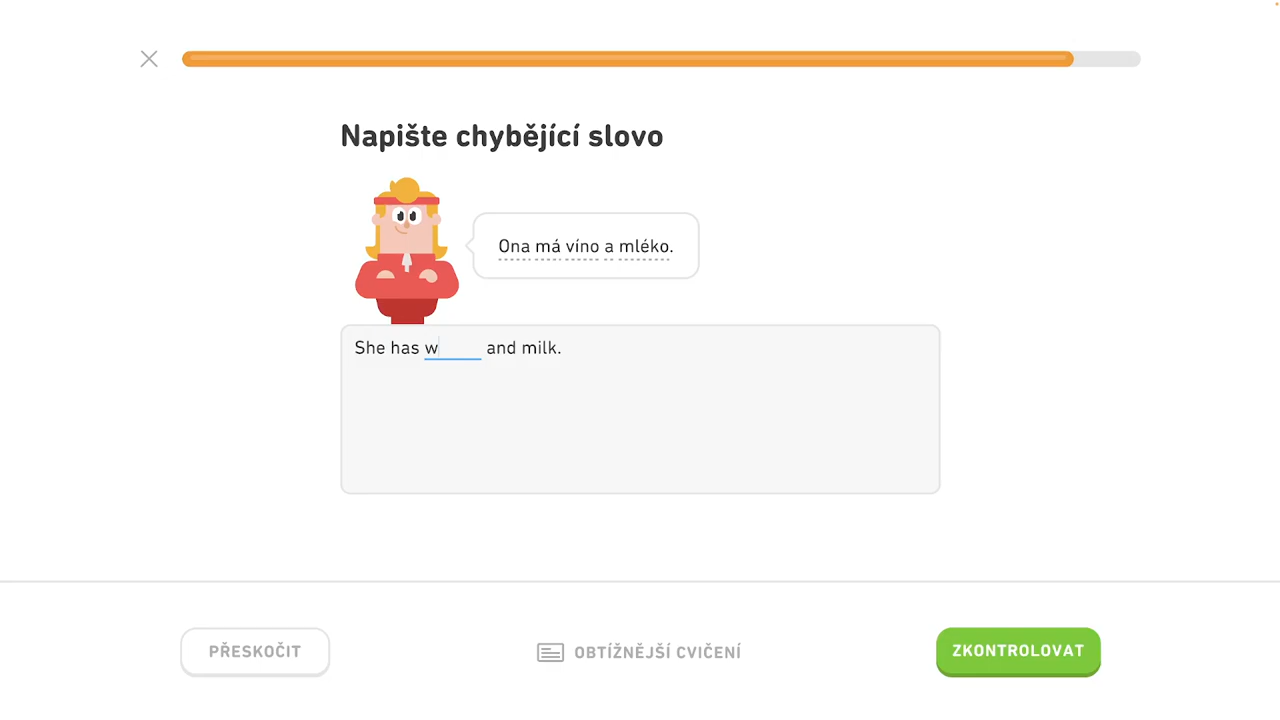 Napište chybějící slovo
Ona má víno a mléko.
She has w and milk.
PŘESKOČIT
OBTÍŽNĚJŠÍ CVIČENÍ
ZKONTROLOVAT